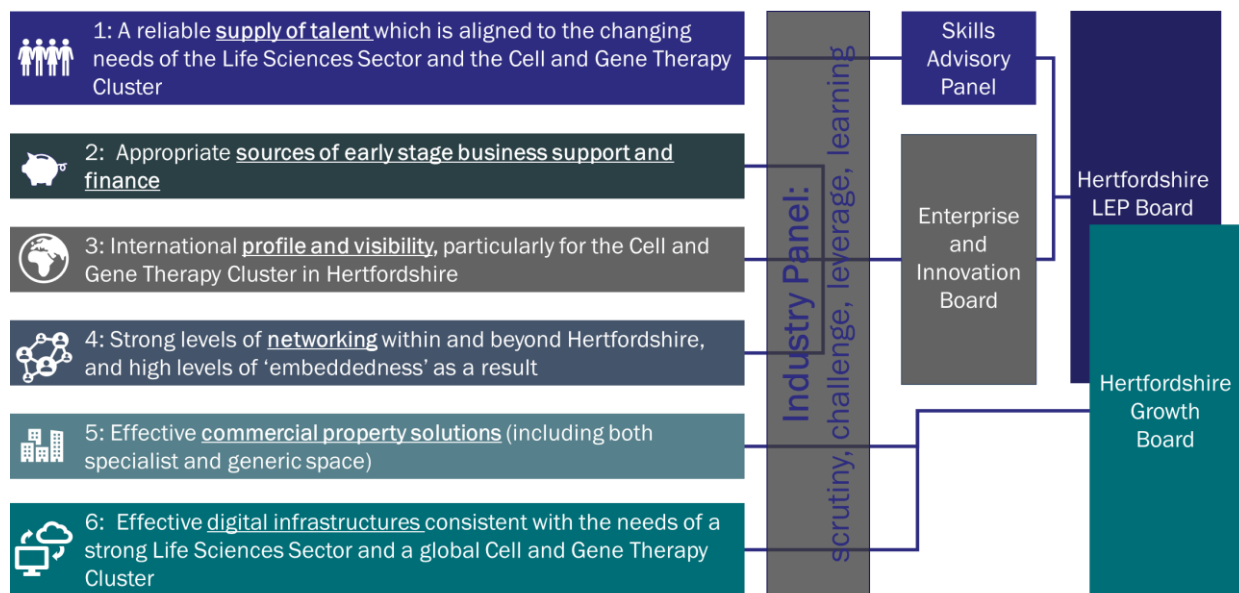 1: A reliable supply of talent which is aligned to the changing
needs of the Life Sciences Sector and the Cell and Gene Therapy
Cluster
2:  Appropriate sources of early stage business support and
finance
3: International profile and visibility, particularly for the Cell and
Gene Therapy Cluster in Hertfordshire
4: Strong levels of networking within and beyond Hertfordshire,
and high levels of ‘embeddedness’ as a result
5: Effective commercial property solutions (including both
specialist and generic space)
6:  Effective digital infrastructures consistent with the needs of a
strong Life Sciences Sector and a global Cell and Gene Therapy
Cluster
Industry Panel:
scrutiny, challenge, leverage, learning
Skills
Advisory
Panel
Enterprise
and
Innovation
Board
Hertfordshire
LEP Board
Hertfordshire
Growth
Board